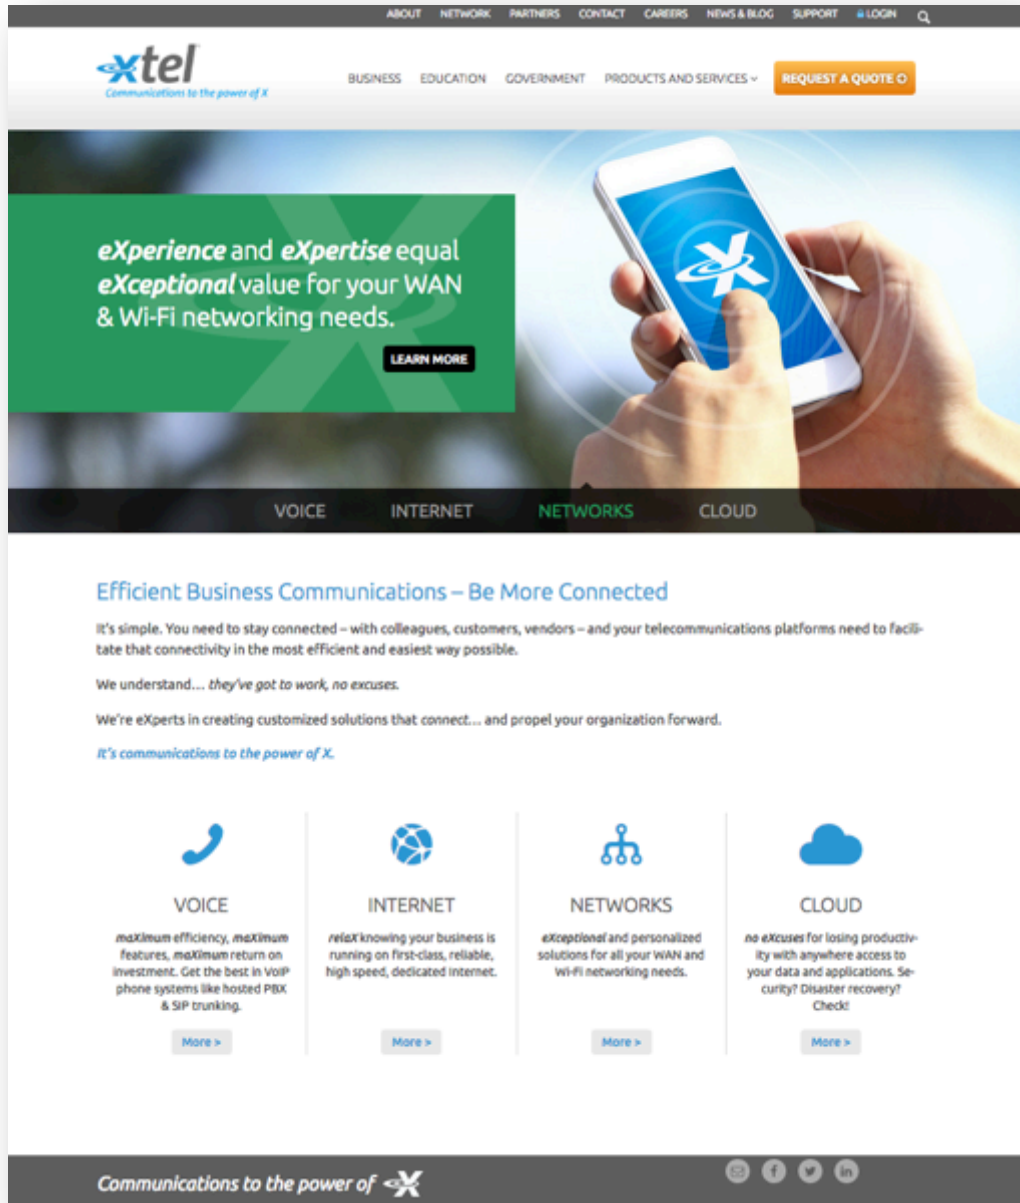 ABOUT NETWORK PARTNERS CONTACT CAREERS NEWS & BLOG SUPPORT LOGIN
xtel
Communications to the power of X
BUSINESS EDUCATION GOVERNMENT PRODUCTS AND SERVICES REQUEST A QUOTE
eXperience and eXpertise equal
eXceptional value for your WAN
& Wi-Fi networking needs.
LEARN MORE
X
VOICE INTERNET NETWORKS CLOUD
Efficient Business Communications – Be More Connected
It's simple. You need to stay connected – with colleagues, customers, vendors – and your telecommunications platforms need to facili-
tate that connectivity in the most efficient and easiest way possible.
We understand... they've got to work, no excuses.
We're eXperts in creating customized solutions that connect... and propel your organization forward.
It's communications to the power of X.
VOICE
maXimum efficiency, maXimum
features, maXimum return on
investment. Get the best in VoIP
phone systems like hosted PBX
& SIP trunking.
More >
INTERNET
relaX knowing your business is
running on first-class, reliable,
high speed, dedicated internet.
More >
NETWORKS
eXceptional and personalized
solutions for all your WAN and
Wi-Fi networking needs.
More >
CLOUD
no eXcuses for losing productiv-
ity with anywhere access to
your data and applications. Se-
curity? Disaster recovery?
Check!
More >
Communications to the power of X